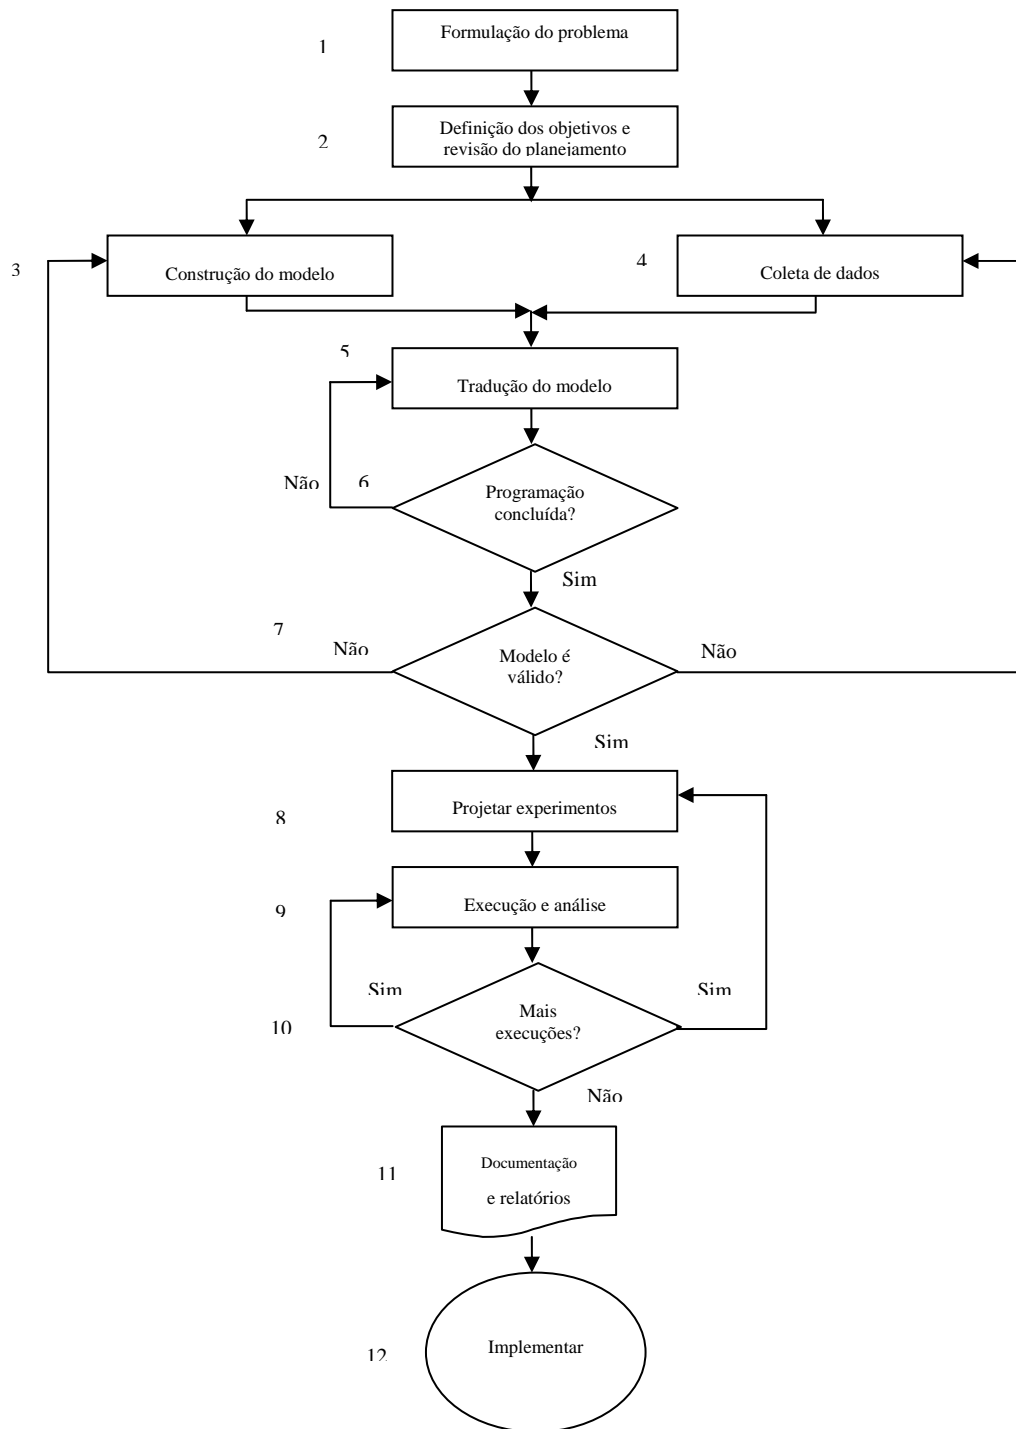 1
Formulação do problema
2
Definição dos objetivos e
revisão do planejamento
3
Construção do modelo
4
Coleta de dados
5
Tradução do modelo
Não
6
Programação
concluída?
Sim
7
Não
Modelo é
válido?
Não
Sim
8
Projetar experimentos
9
Execução e análise
Sim
10
Mais
execuções?
Sim
Não
11
Documentação
e relatórios
12
Implementar